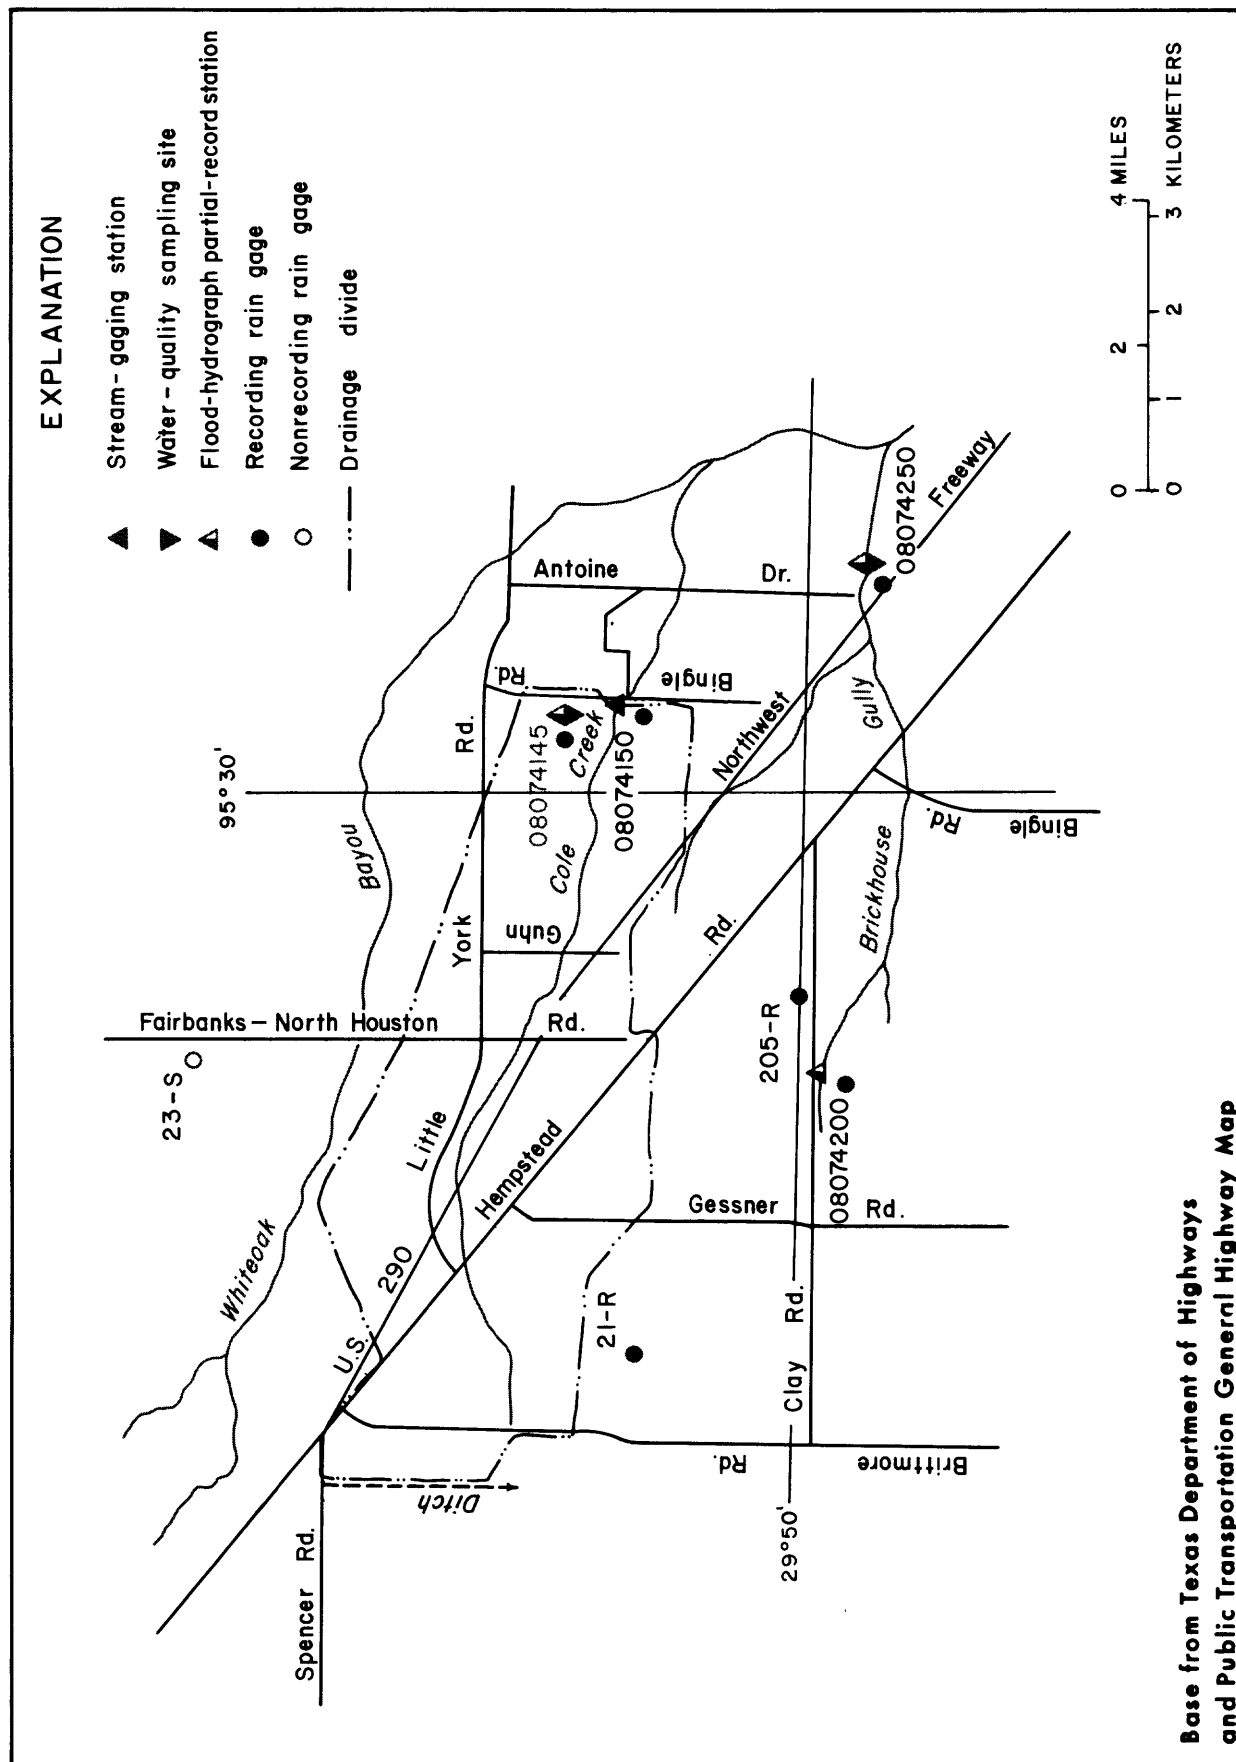 EXPLANATION
Stream-gaging station
Water-quality sampling site
Flood-hydrograph partial-record station
Recording rain gage
Nonrecording rain gage
Drainage divide
4 MILES
2
0
3 KILOMETERS
2
1
0
95°30'
29°50'
23-S
Whiteoak
Bayou
Fairbanks-North Houston
Rd.
Little
York
Rd.
U.S.
290
Hempstead
Rd.
Spencer Rd.
Ditch
Guhn
Cole
Creek
08074145
08074150
Rd.
Bingle
Antoine
Dr.
Northwest
Freeway
08074250
Gully
Brickhouse
Rd.
Bingle
205-R
08074200
Gessner
Rd.
21-R
Clay
Rd.
Rd.
Brittmore
Base from Texas Department of Highways
and Public Transportation General Highway Map